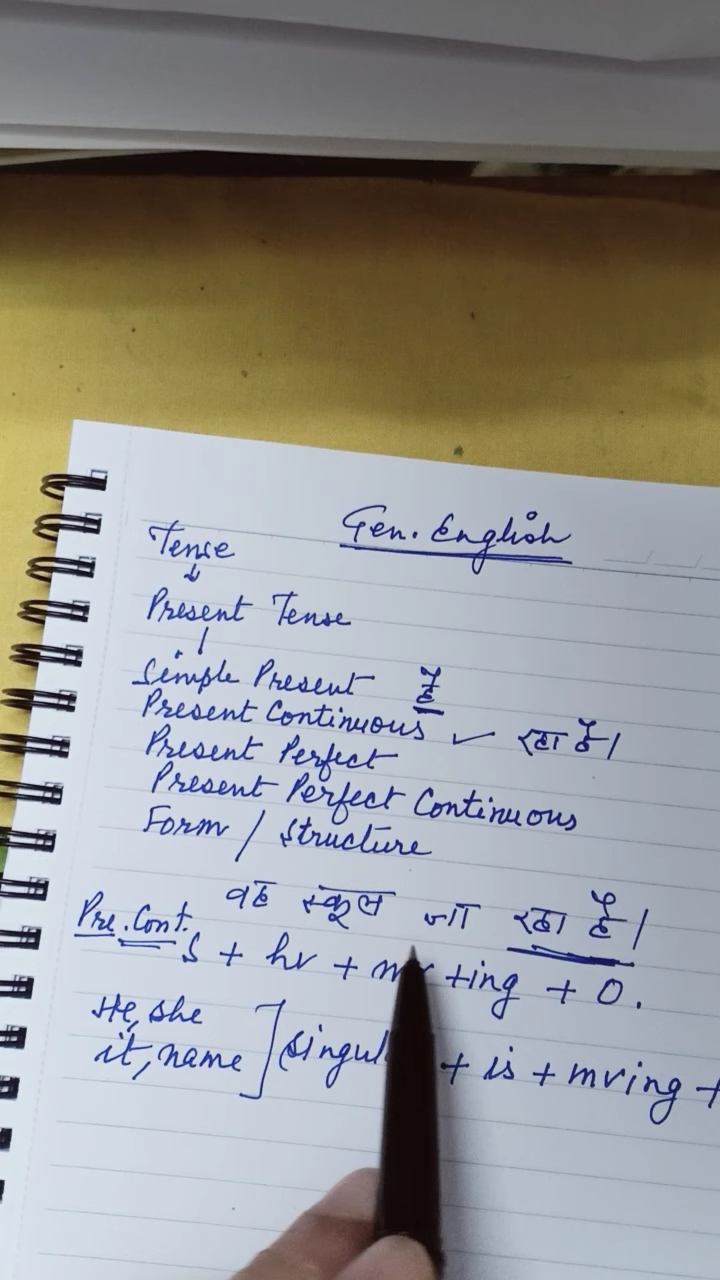 Gen. English
Tense
↓
Present Tense
Simple Present है
Present Continuous ✓ रहा है।
Present Perfect
Present Perfect Continuous
Form / Structure
वह स्कूल जा रहा है।
Pre. Cont. S + hv + +ing + O.
He, she
it, name ] + is + mving +